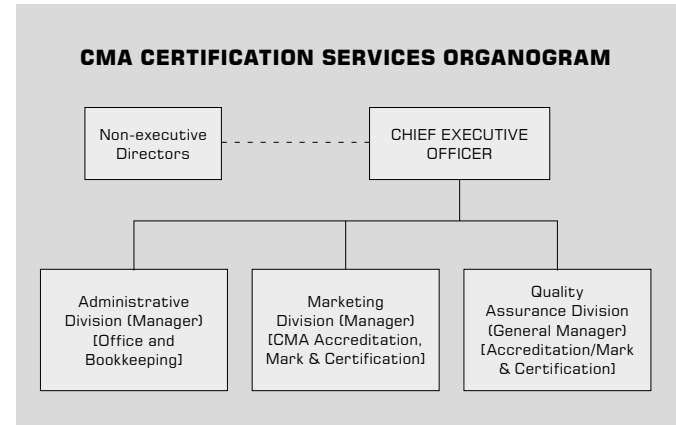 CMA CERTIFICATION SERVICES ORGANOGRAM
Non-executive
Directors
CHIEF EXECUTIVE
OFFICER
Administrative
Division (Manager)
[Office and
Bookkeeping]
Marketing
Division (Manager)
[CMA Accreditation,
Mark & Certification]
Quality
Assurance Division
(General Manager)
[Accreditation/Mark
& Certification]